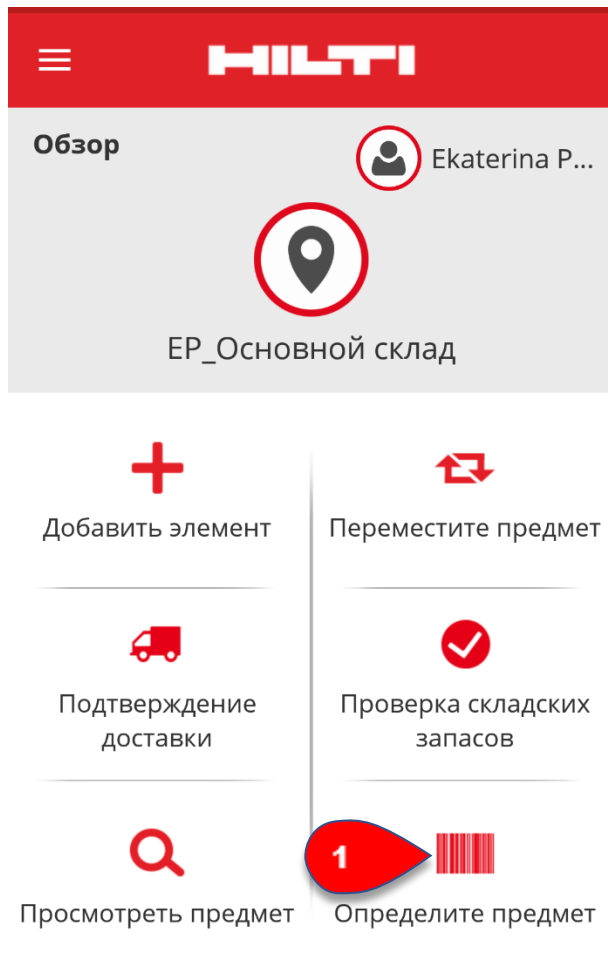 HILTI
Обзор
Ekaterina P...
EP_Основной склад
Добавить элемент
Переместите предмет
Подтверждение
доставки
Проверка складских
запасов
1
Просмотреть предмет
Определите предмет